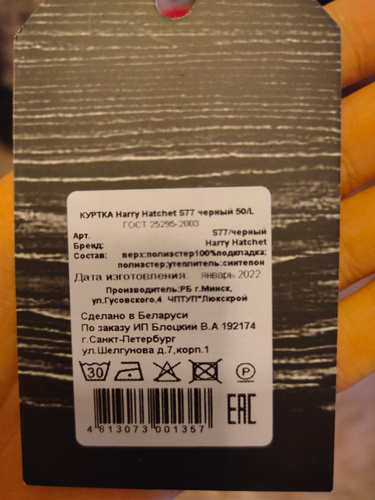 КУРТКА Harry Hatchet S77 черный 50/L
ГОСТ 25295-2003
Арт. S77/черный
Бренд: Harry Hatchet
Состав: верх:полиэстер100%подкладка:
полиэстер;утеплитель:синтепон
Дата изготовления: январь 2022
Производитель:РБ г.Минск,
ул.Гусовского,4 ЧПТУП"Люкскрой
Сделано в Беларуси
По заказу ИП Блоцкий В.А 192174
г.Санкт-Петербург
ул.Шелгунова д.7,корп.1
30 P
4 813073 001357 EAC